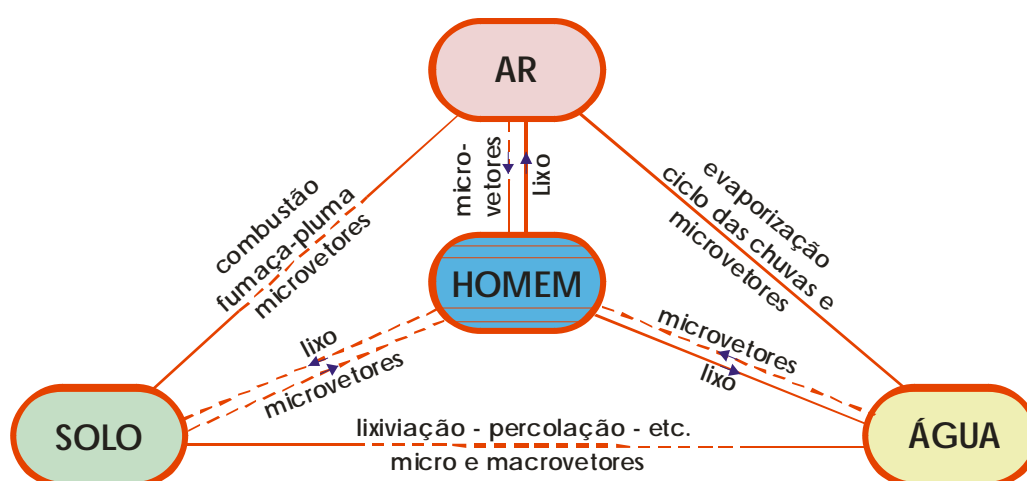 AR
micro-
vetores
Lixo
combustão
fumaça-pluma
microvetores
evaporização
ciclo das chuvas e
microvetores
HOMEM
lixo
microvetores
microvetores
lixo
SOLO
lixiviação - percolação - etc.
micro e macrovetores
ÁGUA